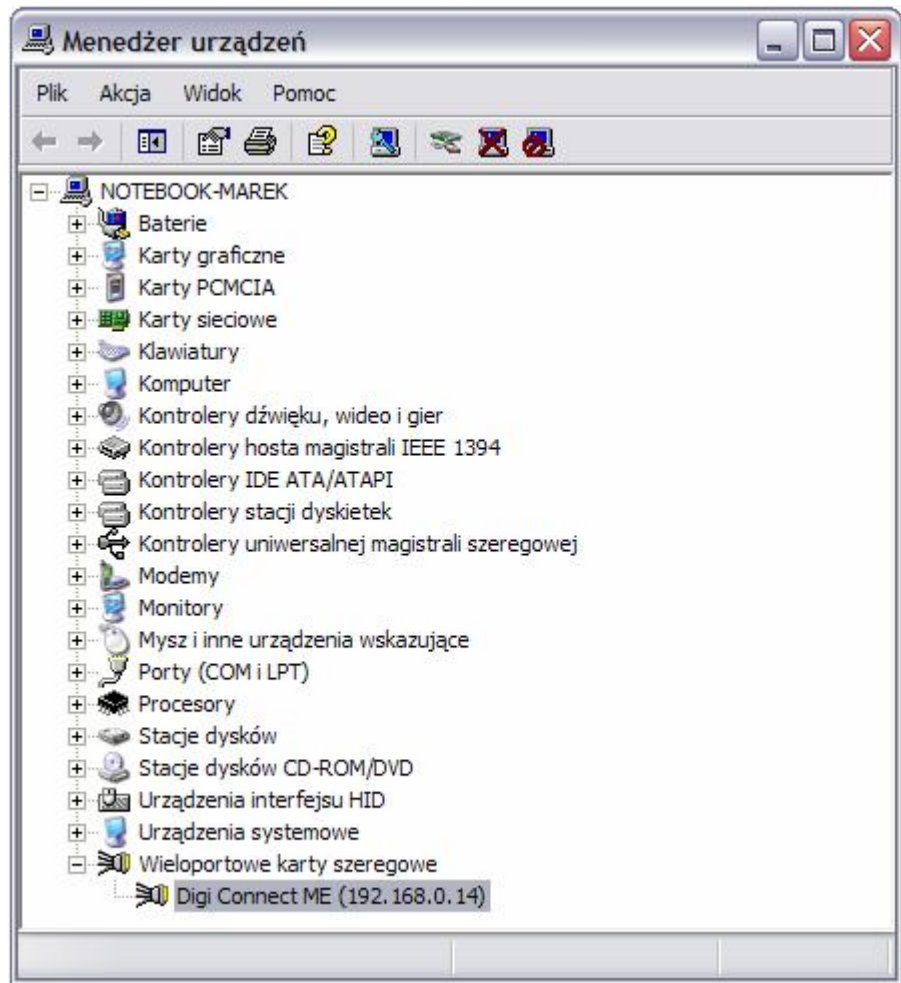 Menedżer urządzeń
Plik Akcja Widok Pomoc
NOTEBOOK-MAREK
Baterie
Karty graficzne
Karty PCMCIA
Karty sieciowe
Klawiatury
Komputer
Kontrolery dźwięku, wideo i gier
Kontrolery hosta magistrali IEEE 1394
Kontrolery IDE ATA/ATAPI
Kontrolery stacji dyskietek
Kontrolery uniwersalnej magistrali szeregowej
Modemy
Monitory
Mysz i inne urządzenia wskazujące
Porty (COM i LPT)
Procesory
Stacje dysków
Stacje dysków CD-ROM/DVD
Urządzenia interfejsu HID
Urządzenia systemowe
Wieloportowe karty szeregowe
Digi Connect ME (192.168.0.14)